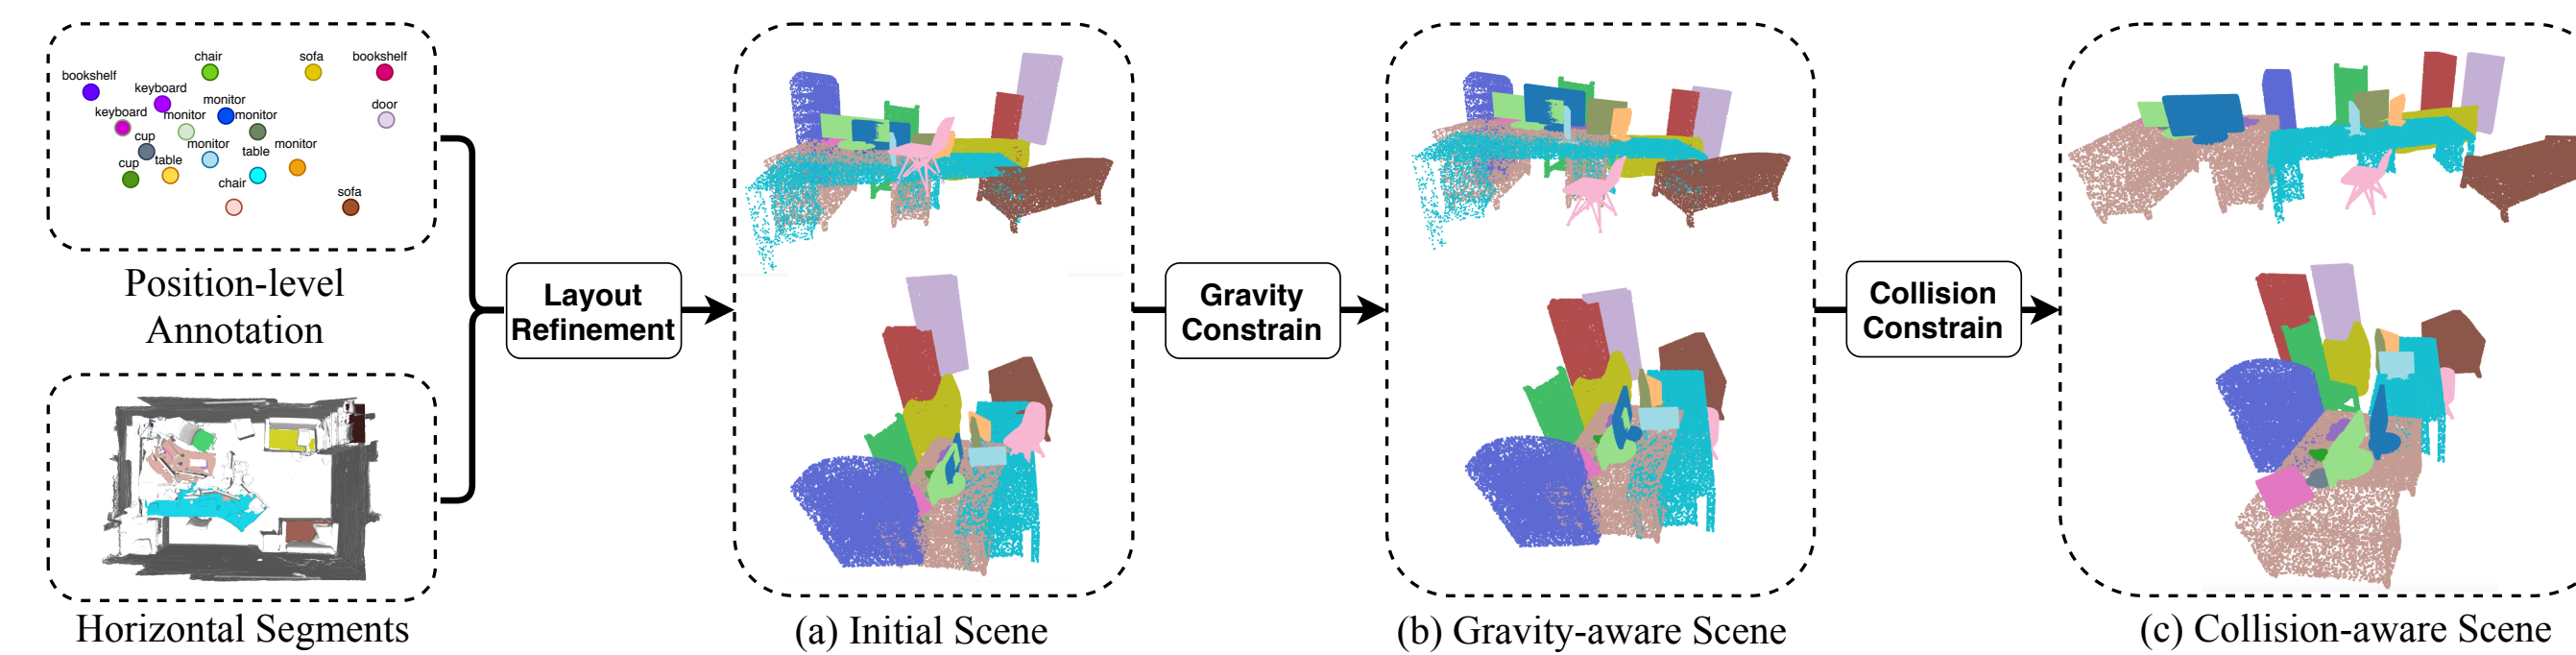 chair
sofa
bookshelf
bookshelf
keyboard
door
monitor
keyboard
monitor
monitor
cup
monitor
table
monitor
cup
table
chair
sofa
Position-level
Annotation
Horizontal Segments
Layout
Refinement
(a) Initial Scene
Gravity
Constrain
(b) Gravity-aware Scene
Collision
Constrain
(c) Collision-aware Scene